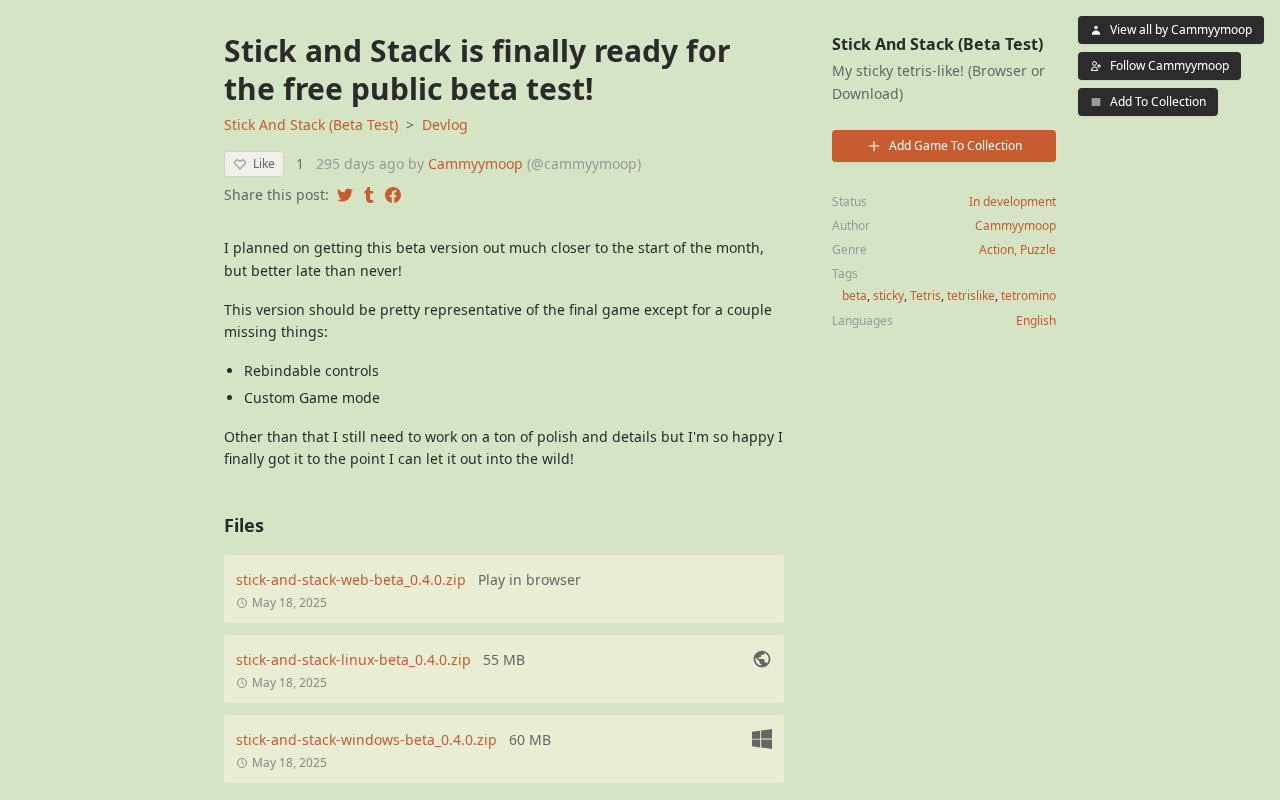 Stick and Stack is finally ready for
the free public beta test!
Stick And Stack (Beta Test) > Devlog
Like 1 295 days ago by Cammyymoop (@cammyymoop)
Share this post:
I planned on getting this beta version out much closer to the start of the month,
but better late than never!
This version should be pretty representative of the final game except for a couple
missing things:
• Rebindable controls
• Custom Game mode
Other than that I still need to work on a ton of polish and details but I'm so happy I
finally got it to the point I can let it out into the wild!
Files
stick-and-stack-web-beta_0.4.0.zip Play in browser
May 18, 2025
stick-and-stack-linux-beta_0.4.0.zip 55 MB
May 18, 2025
stick-and-stack-windows-beta_0.4.0.zip 60 MB
May 18, 2025
Stick And Stack (Beta Test)
My sticky tetris-like! (Browser or
Download)
Add Game To Collection
Status In development
Author Cammyymoop
Genre Action, Puzzle
Tags
beta, sticky, Tetris, tetrislike, tetromino
Languages English
View all by Cammyymoop
Follow Cammyymoop
Add To Collection